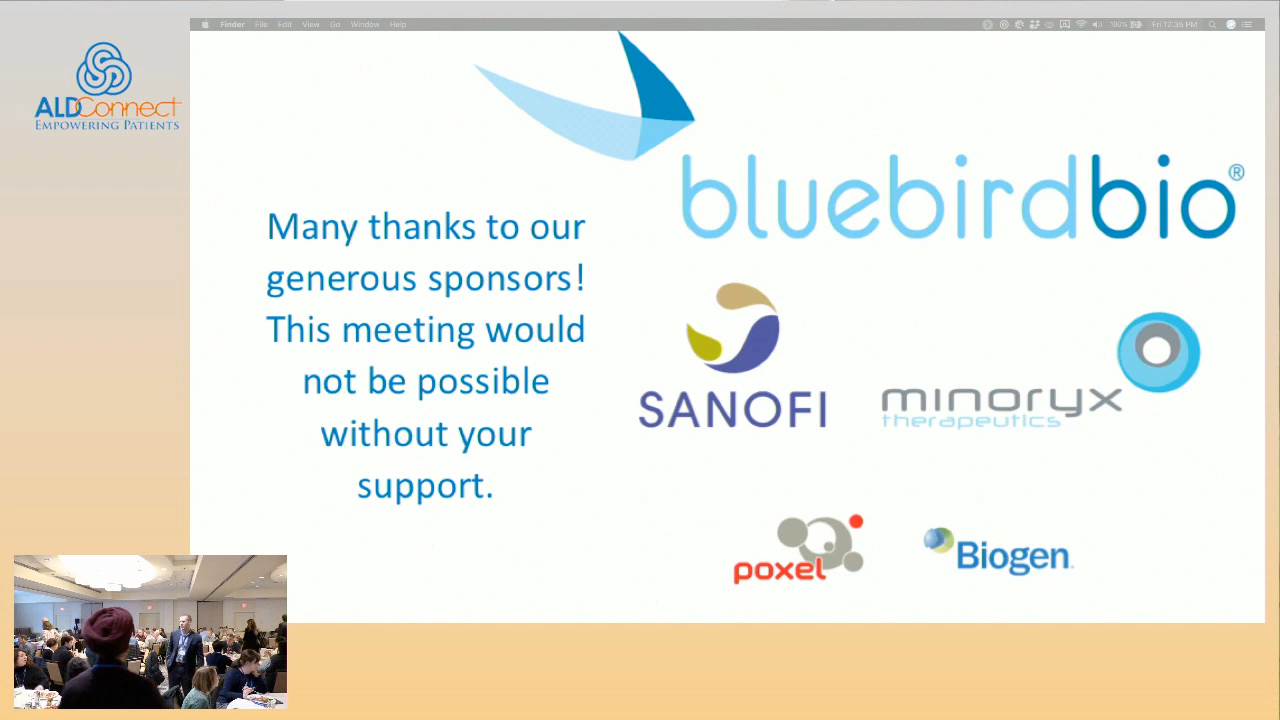 Finder File Edit View Go Window Help
100% Fri 12:36 PM
ALDConnect
EMPOWERING PATIENTS
bluebirdbio®
Many thanks to our
generous sponsors!
This meeting would
not be possible
without your
support.
SANOFI
minoryx
therapeutics
poxel
Biogen